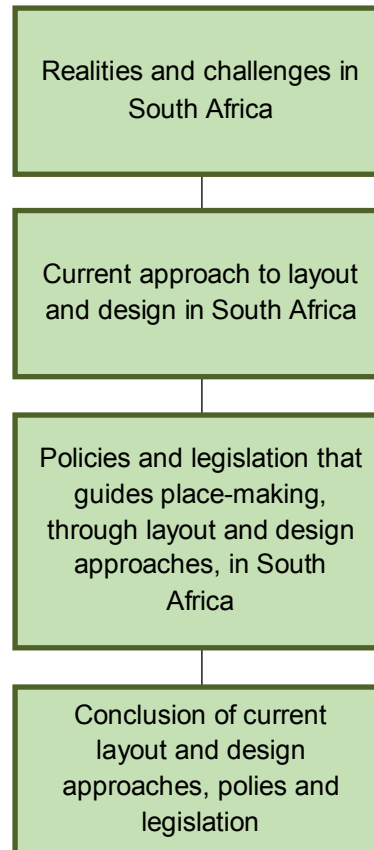 Realities and challenges in
South Africa
Current approach to layout
and design in South Africa
Policies and legislation that
guides place-making,
through layout and design
approaches, in South
Africa
Conclusion of current
layout and design
approaches, polies and
legislation